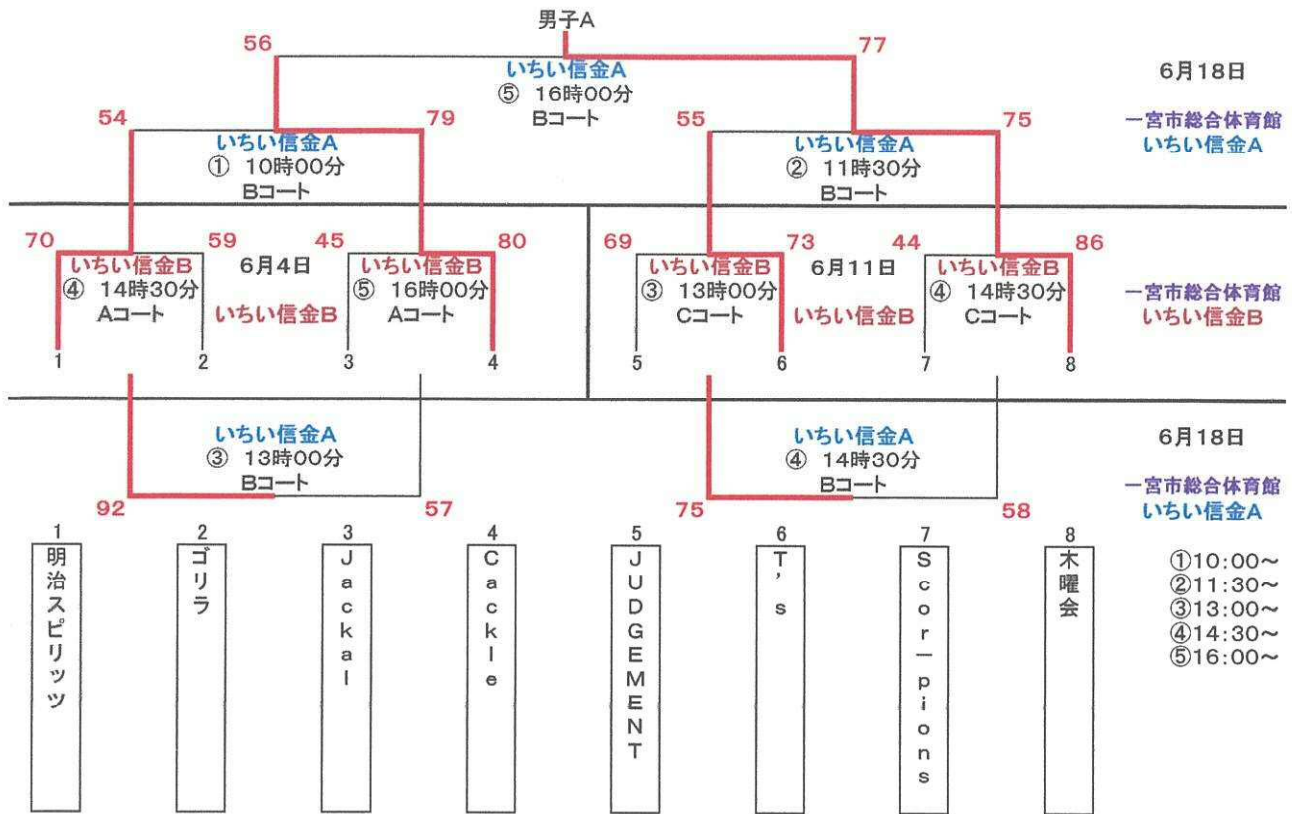 男子A
56
77
いちい信金A
⑤ 16時00分
Bコート
6月18日
一宮市総合体育館
いちい信金A
54
79
55
75
いちい信金A
① 10時00分
Bコート
いちい信金A
② 11時30分
Bコート
70
59
45
80
69
73
44
86
いちい信金B
④ 14時30分
Aコート
6月4日
いちい信金B
いちい信金B
⑤ 16時00分
Aコート
いちい信金B
③ 13時00分
Cコート
6月11日
いちい信金B
いちい信金B
④ 14時30分
Cコート
一宮市総合体育館
いちい信金B
1
2
3
4
5
6
7
8
いちい信金A
③ 13時00分
Bコート
いちい信金A
④ 14時30分
Bコート
6月18日
一宮市総合体育館
いちい信金A
92
57
75
58
1
2
3
4
5
6
7
8
明治スピリッツ
ゴリラ
Jackal
Cackle
JUDGEMENT
T's
Scor－pions
木曜会
①10:00～
②11:30～
③13:00～
④14:30～
⑤16:00～